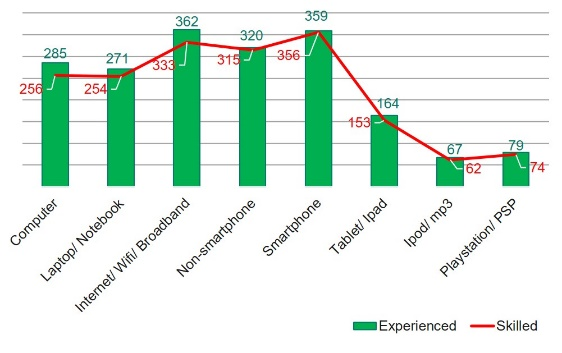 285
271
362
320
359
164
67
79
256
254
333
315
356
153
62
74
Computer
Laptop/ Notebook
Internet/ Wifi/ Broadband
Non-smartphone
Smartphone
Tablet/ Ipad
Ipod/ mp3
Playstation/ PSP
Experienced
Skilled